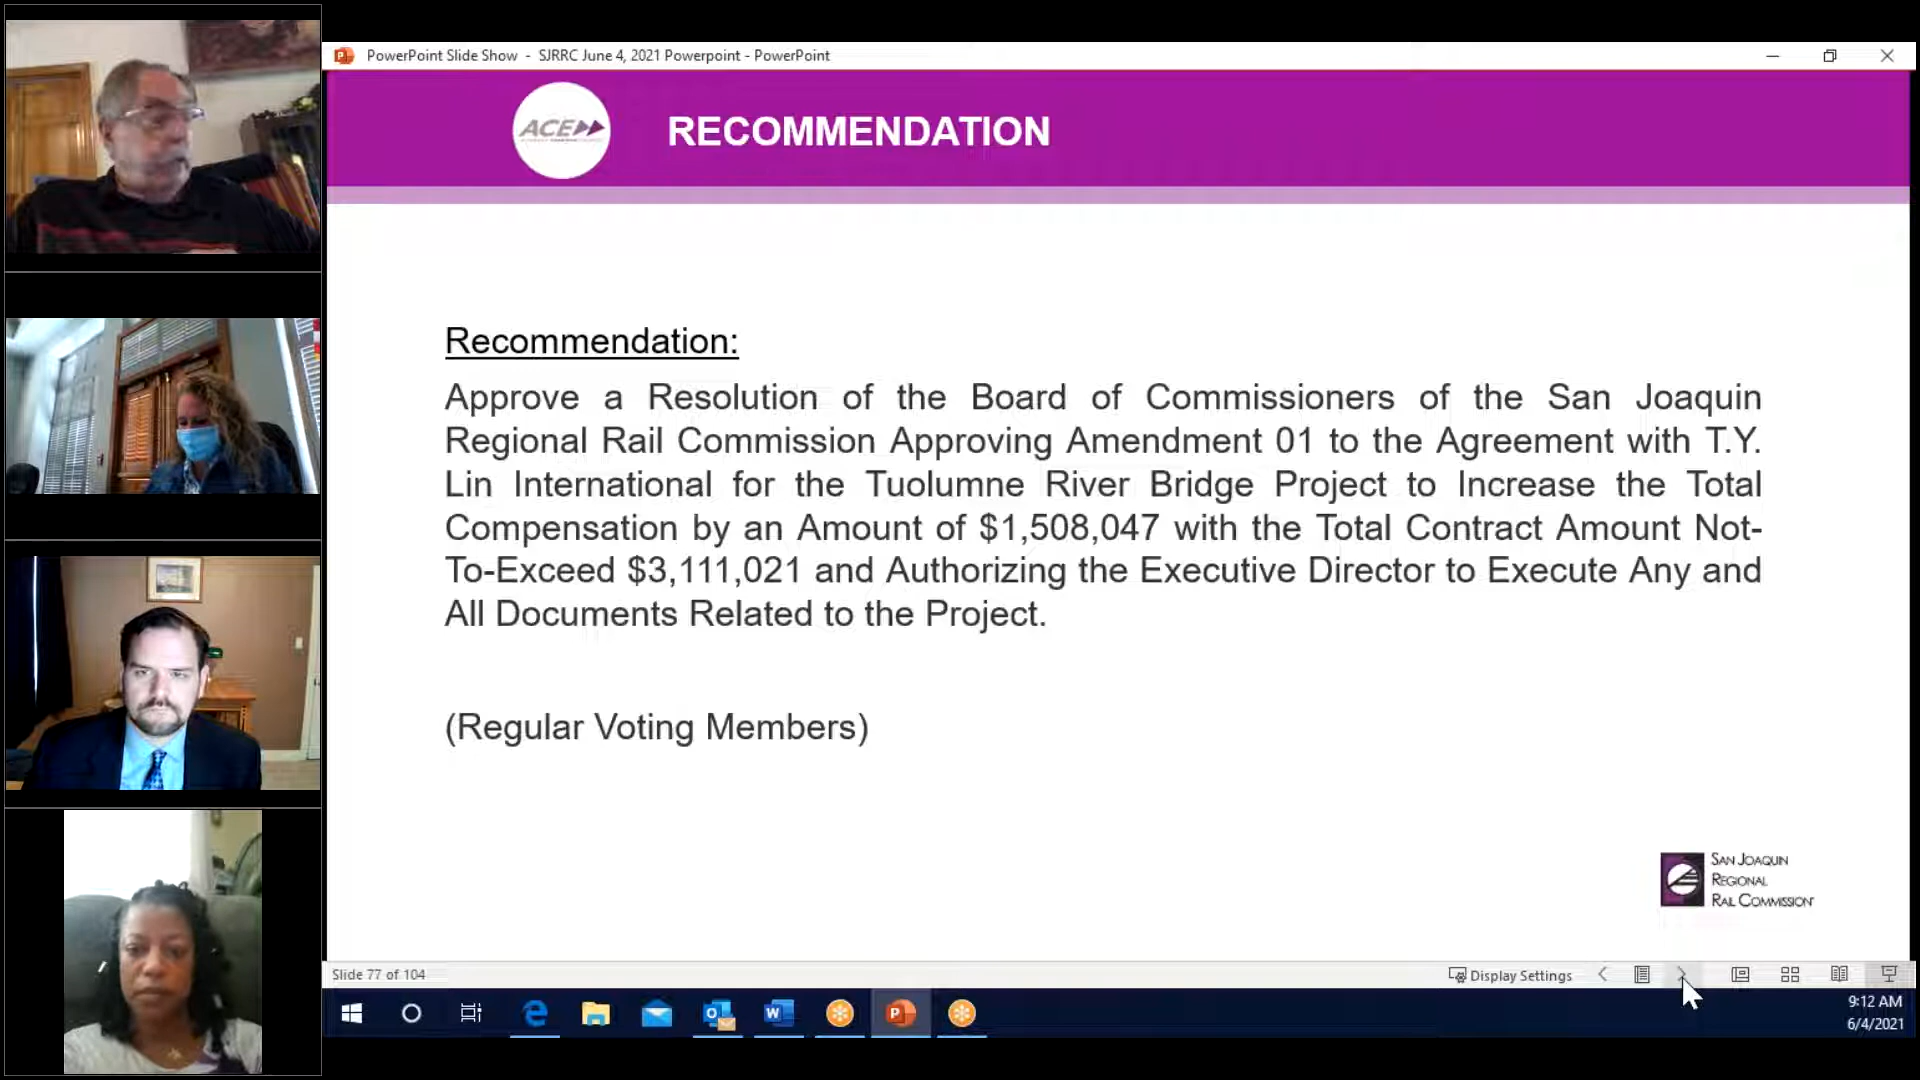 PowerPoint Slide Show - SJRRC June 4, 2021 Powerpoint - PowerPoint
ACE
RECOMMENDATION
Recommendation:
Approve a Resolution of the Board of Commissioners of the San Joaquin
Regional Rail Commission Approving Amendment 01 to the Agreement with T.Y.
Lin International for the Tuolumne River Bridge Project to Increase the Total
Compensation by an Amount of $1,508,047 with the Total Contract Amount Not-
To-Exceed $3,111,021 and Authorizing the Executive Director to Execute Any and
All Documents Related to the Project.
(Regular Voting Members)
SAN JOAQUIN
REGIONAL
RAIL COMMISSION
Slide 77 of 104
Display Settings
9:12 AM
6/4/2021